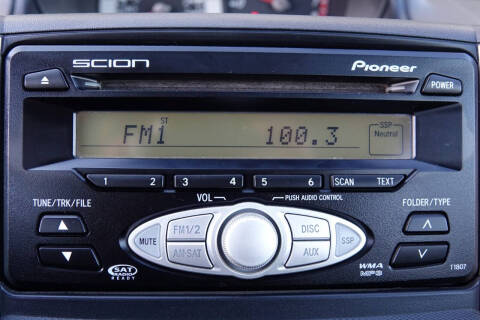 SCION
Pioneer
POWER
ST
FM1 100.3
SSP
Neutral
1 2 3 4 5 6 SCAN TEXT
TUNE/TRK/FILE
VOL
PUSH AUDIO CONTROL
FOLDER/TYPE
MUTE FM1/2 DISC SSP
AM·SAT AUX
SAT
RADIO
READY
WMA
MP3
T1807